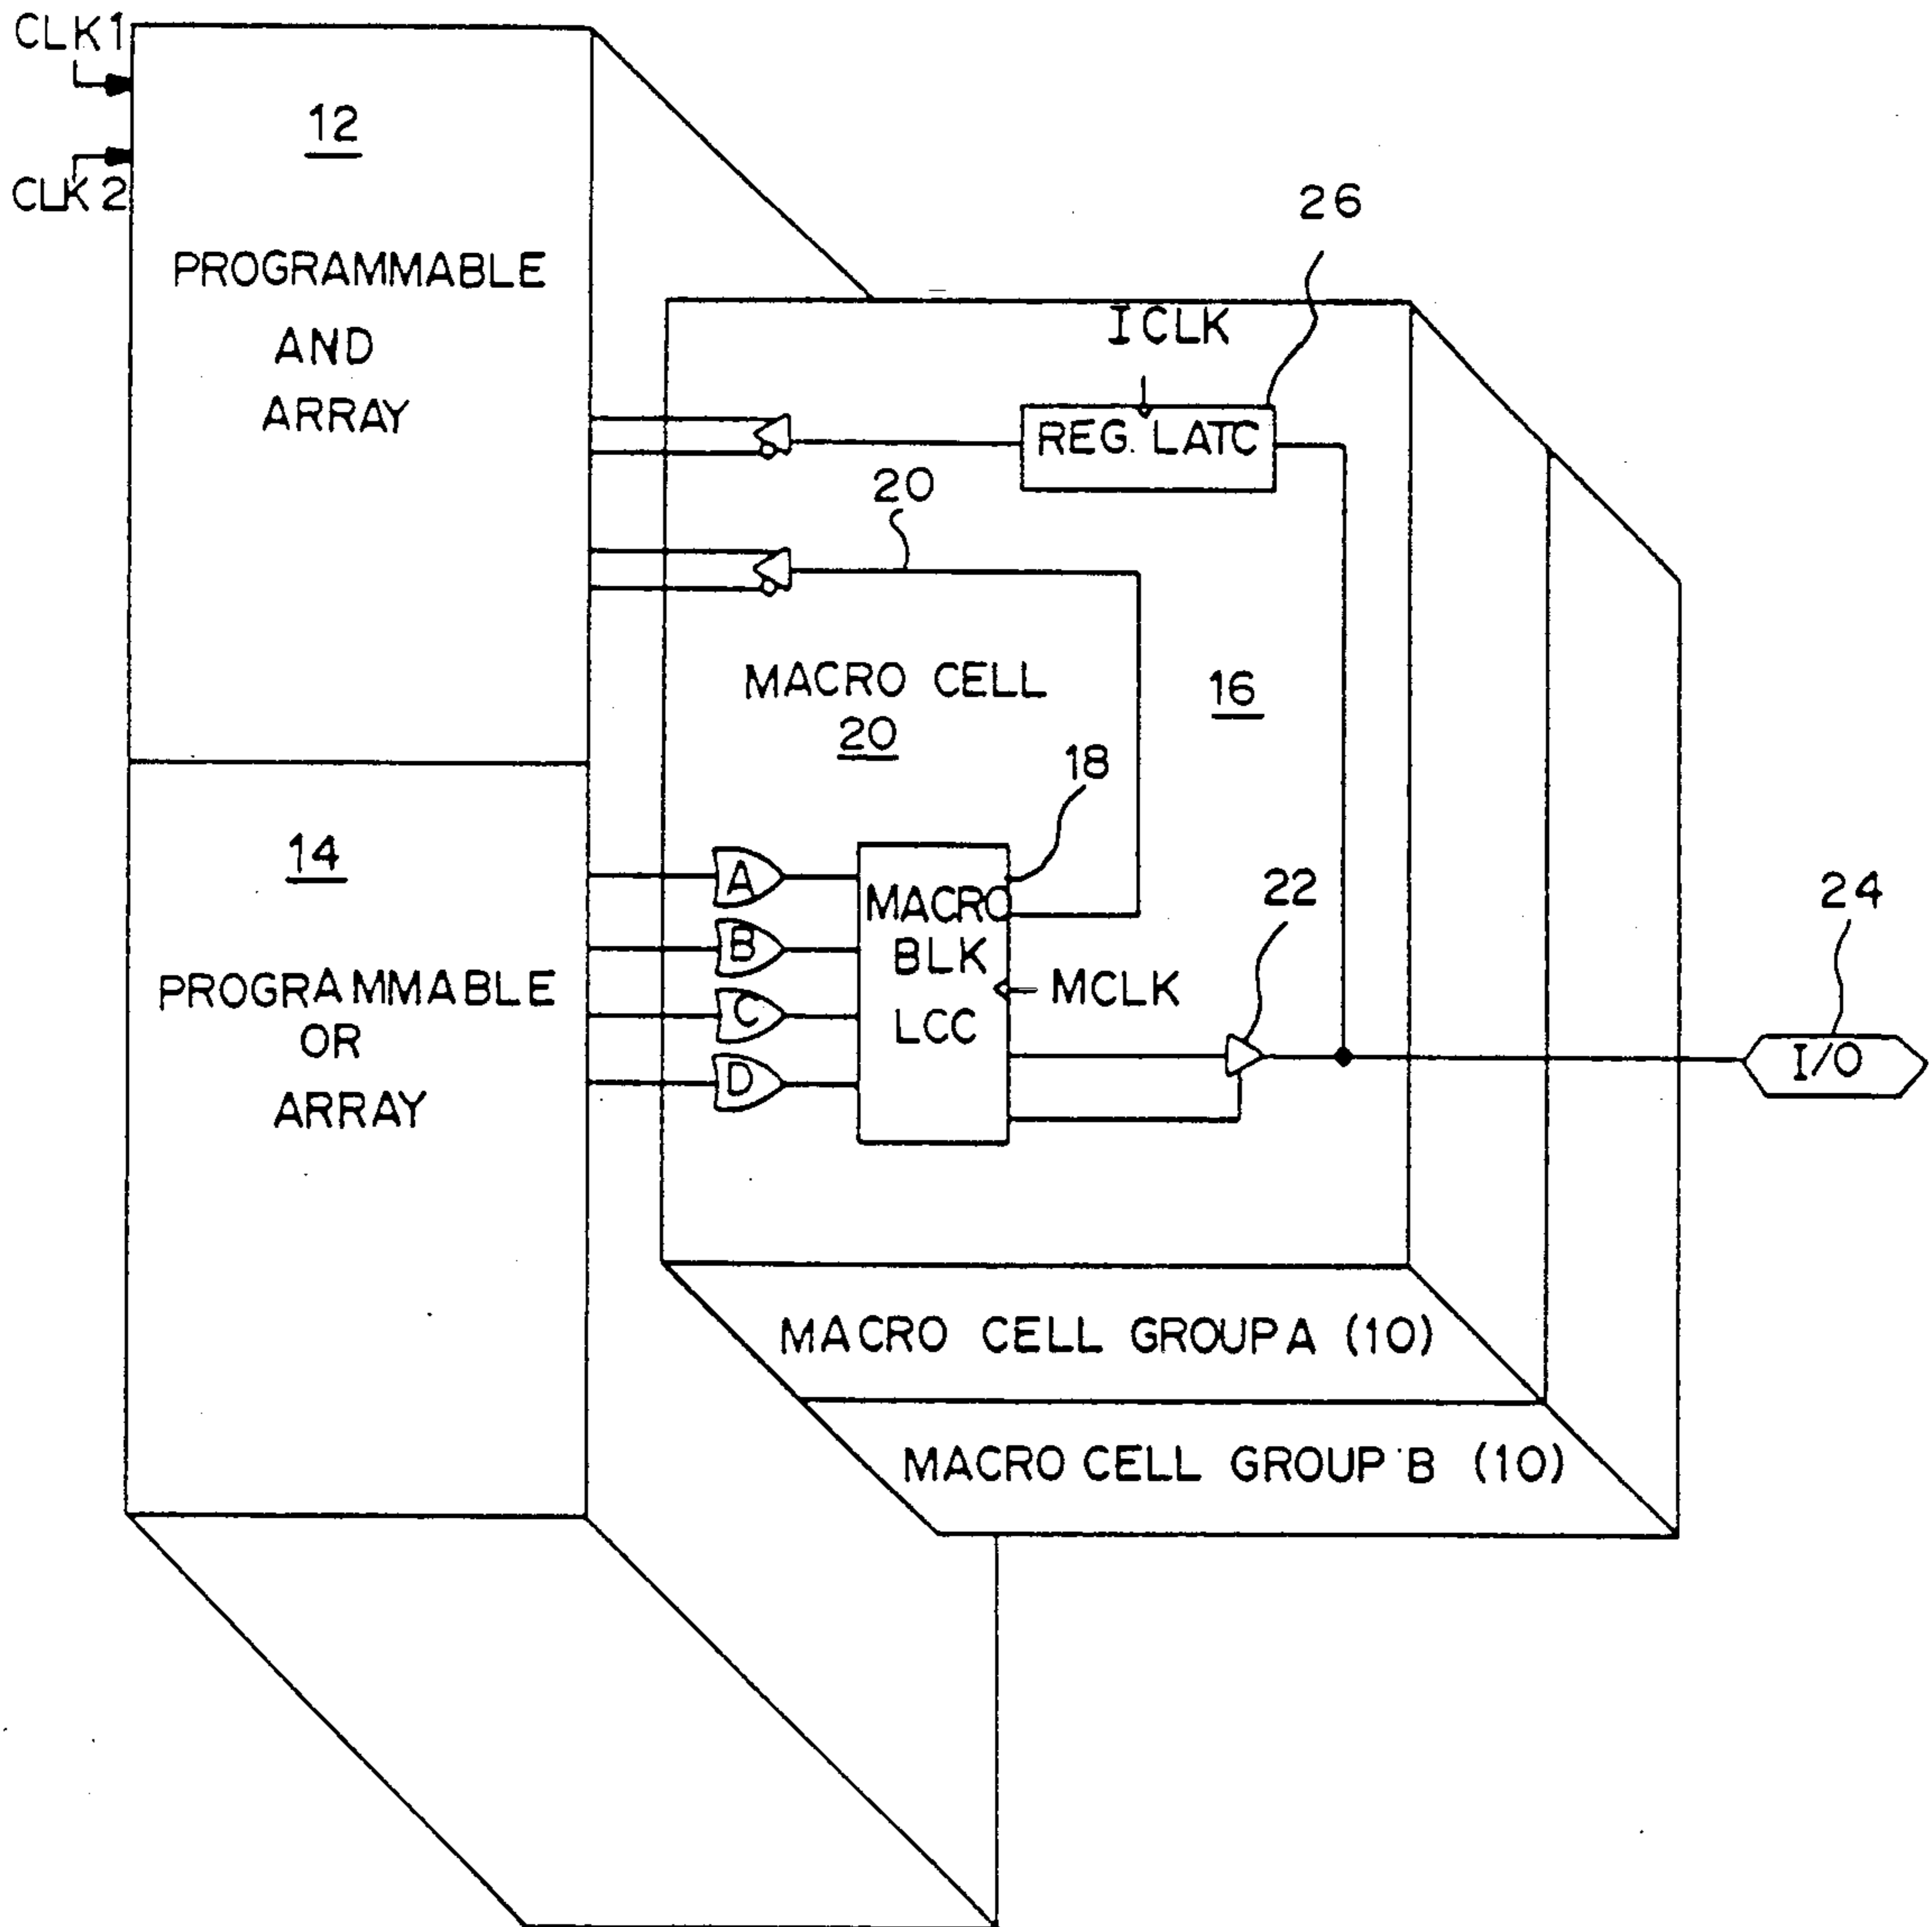 CLK1
CLK2
12
PROGRAMMABLE
AND
ARRAY
26
ICLK
REG. LATC
20
MACRO CELL
20
16
18
14
PROGRAMMABLE
OR
ARRAY
A
B
C
D
MACRO
BLK
LCC
MCLK
22
24
I/O
MACRO CELL GROUP A (10)
MACRO CELL GROUP B (10)